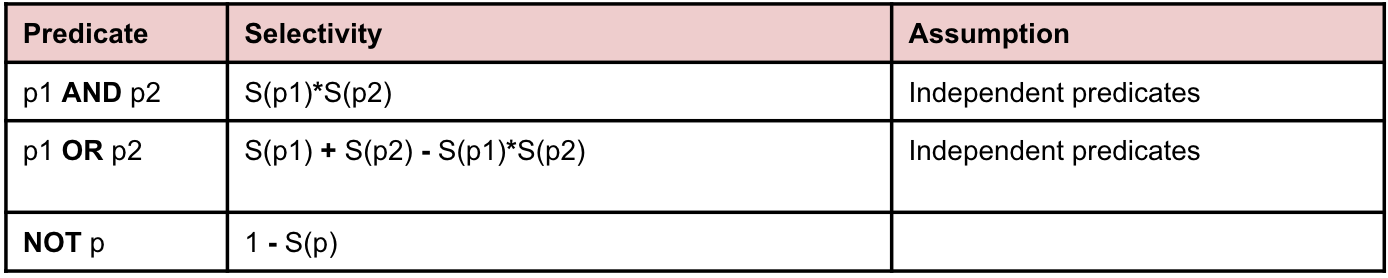 Predicate Selectivity Assumption
p1 AND p2 S(p1)*S(p2) Independent predicates
p1 OR p2 S(p1) + S(p2) - S(p1)*S(p2) Independent predicates
NOT p 1 - S(p)